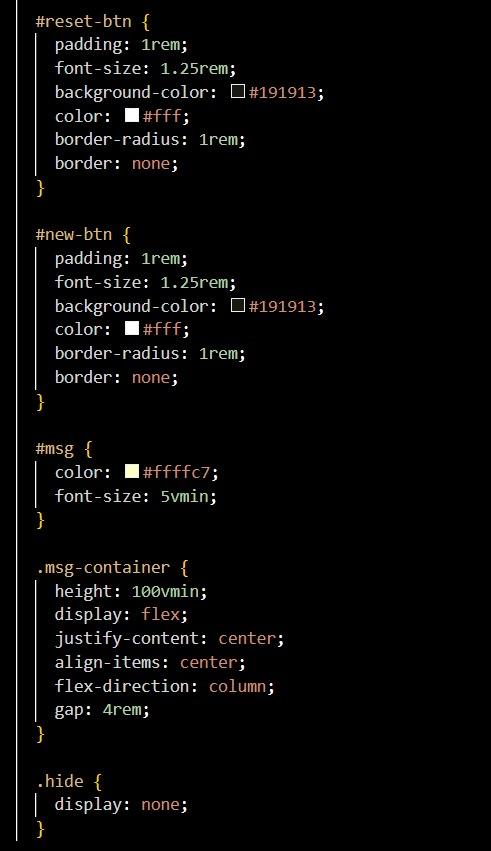 #reset-btn {
padding: 1rem;
font-size: 1.25rem;
background-color: #191913;
color: #fff;
border-radius: 1rem;
border: none;
}
#new-btn {
padding: 1rem;
font-size: 1.25rem;
background-color: #191913;
color: #fff;
border-radius: 1rem;
border: none;
}
#msg {
color: #ffffc7;
font-size: 5vmin;
}
.msg-container {
height: 100vmin;
display: flex;
justify-content: center;
align-items: center;
flex-direction: column;
gap: 4rem;
}
.hide {
display: none;
}